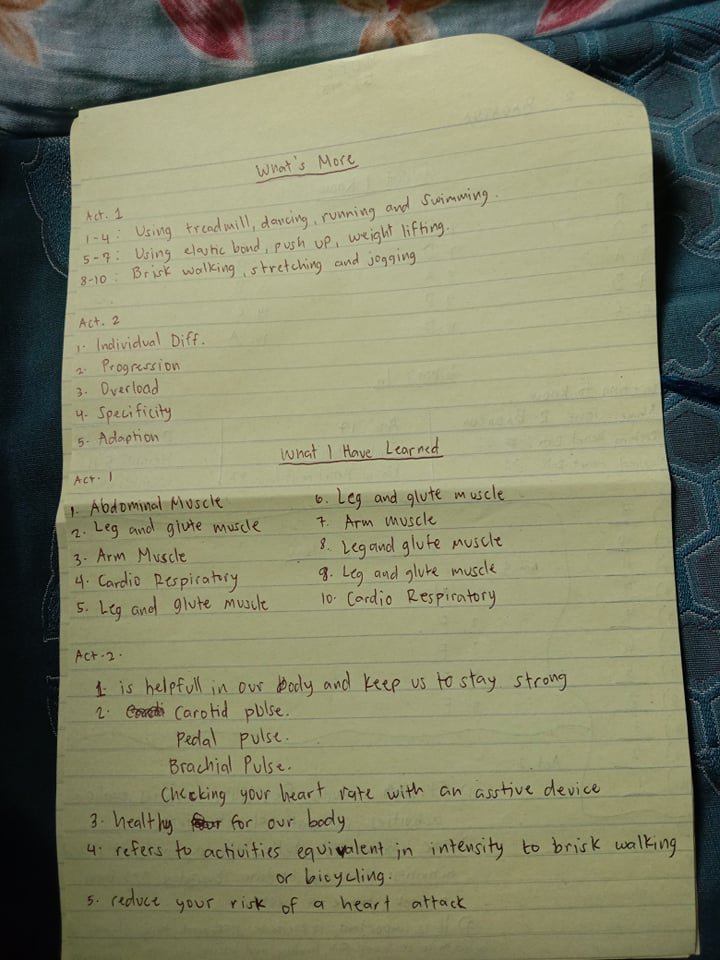 What's More
Act. 1
1-4: Using treadmill, dancing, running and swimming.
5-7: Using elastic band, push up, weight lifting.
8-10: Brisk walking, stretching and jogging
Act. 2
1. Individual Diff.
2. Progression
3. Overload
4. Specificity
5. Adaption
What I Have Learned
Act. 1
1. Abdominal Muscle
2. Leg and glute muscle
3. Arm Muscle
4. Cardio Respiratory
5. Leg and glute muscle
6. Leg and glute muscle
7. Arm muscle
8. Leg and glute muscle
9. Leg and glute muscle
10. Cardio Respiratory
Act-2.
1. is helpfull in our body and keep us to stay strong
2. Carotid pblse.
Pedal pulse.
Brachial Pulse.
Checking your heart rate with an asstive device
3. healthy for our body
4. refers to activities equivalent in intensity to brisk walking
or bicycling.
5. reduce your risk of a heart attack